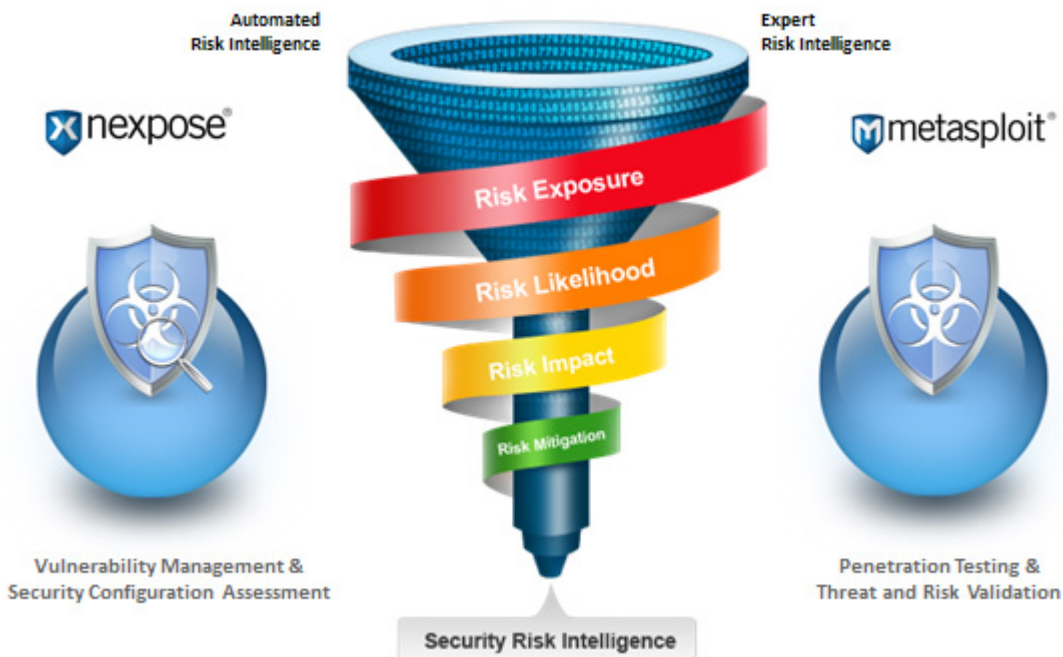 Automated
Risk Intelligence
Expert
Risk Intelligence
nexpose®
metasploit®
Risk Exposure
Risk Likelihood
Risk Impact
Risk Mitigation
Vulnerability Management &
Security Configuration Assessment
Penetration Testing &
Threat and Risk Validation
Security Risk Intelligence